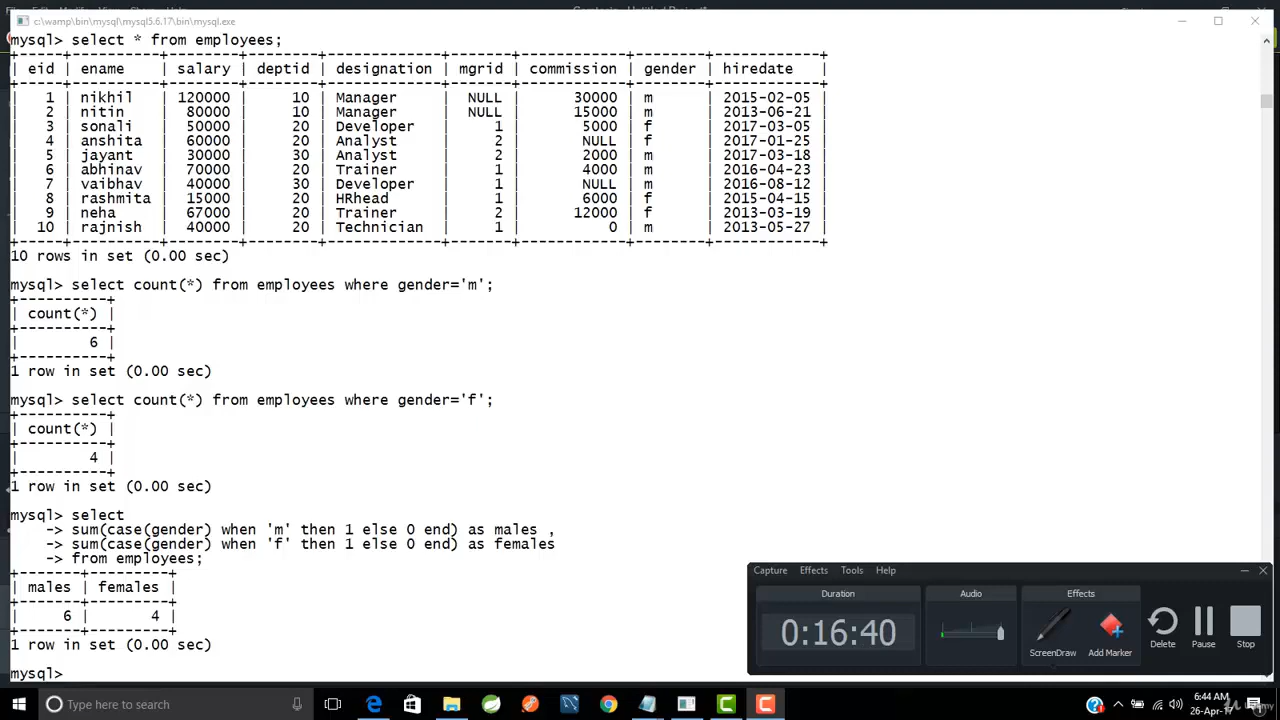 c:\wamp\bin\mysql\mysql5.6.17\bin\mysql.exe
mysql> select * from employees;
+------+----------+--------+--------+-------------+-------+------------+--------+------------+
| eid | ename | salary | deptid | designation | mgrid | commission | gender | hiredate |
+------+----------+--------+--------+-------------+-------+------------+--------+------------+
| 1 | nikhil | 120000 | 10 | Manager | NULL | 30000 | m | 2015-02-05 |
| 2 | nitin | 80000 | 10 | Manager | NULL | 15000 | m | 2013-06-21 |
| 3 | sonali | 50000 | 20 | Developer | 1 | 5000 | f | 2017-03-05 |
| 4 | anshita | 60000 | 20 | Analyst | 2 | NULL | f | 2017-01-25 |
| 5 | jayant | 30000 | 30 | Analyst | 2 | 2000 | m | 2017-03-18 |
| 6 | abhinav | 70000 | 20 | Trainer | 1 | 4000 | m | 2016-04-23 |
| 7 | vaibhav | 40000 | 30 | Developer | 1 | NULL | m | 2016-08-12 |
| 8 | rashmita | 15000 | 20 | HRhead | 1 | 6000 | f | 2015-04-15 |
| 9 | neha | 67000 | 20 | Trainer | 2 | 12000 | f | 2013-03-19 |
| 10 | rajnish | 40000 | 20 | Technician | 1 | 0 | m | 2013-05-27 |
+------+----------+--------+--------+-------------+-------+------------+--------+------------+
10 rows in set (0.00 sec)
mysql> select count(*) from employees where gender='m';
+----------+
| count(*) |
+----------+
| 6 |
+----------+
1 row in set (0.00 sec)
mysql> select count(*) from employees where gender='f';
+----------+
| count(*) |
+----------+
| 4 |
+----------+
1 row in set (0.00 sec)
mysql> select
-> sum(case(gender) when 'm' then 1 else 0 end) as males ,
-> sum(case(gender) when 'f' then 1 else 0 end) as females
-> from employees;
+-------+---------+
| males | females |
+-------+---------+
| 6 | 4 |
+-------+---------+
1 row in set (0.00 sec)
mysql>
Capture Effects Tools Help
Duration Audio Effects
0:16:40
ScreenDraw Add Marker Delete Pause Stop
Type here to search
6:44 AM
26-Apr-17